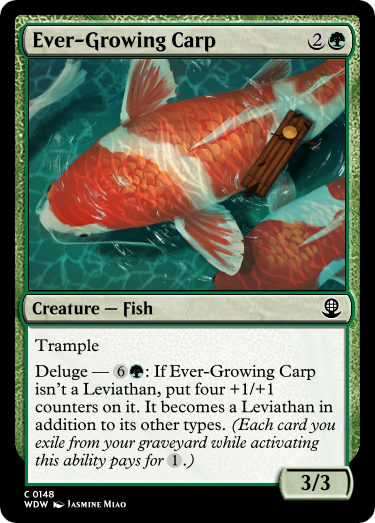 Ever-Growing Carp 2
Creature — Fish
Trample
Deluge — 6: If Ever-Growing Carp
isn't a Leviathan, put four +1/+1
counters on it. It becomes a Leviathan in
addition to its other types. (Each card you
exile from your graveyard while activating
this ability pays for 1.)
3/3
C 0148
WDW Jasmine Miao